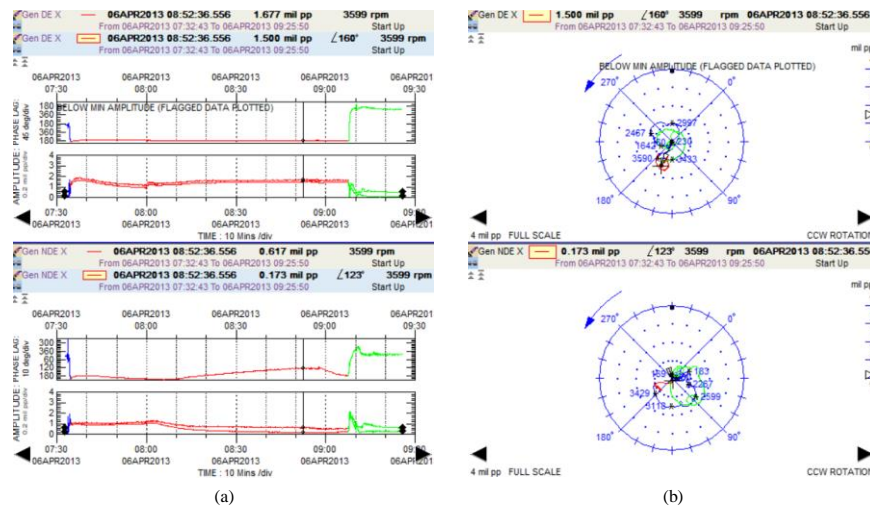 Gen DE X 06APR2013 08:52:36.556 1.677 mil pp 3599 rpm
From 06APR2013 07:32:43 To 06APR2013 09:25:50 Start Up
Gen DE X 06APR2013 08:52:36.556 1.500 mil pp ∠160° 3599 rpm
From 06APR2013 07:32:43 To 06APR2013 09:25:50 Start Up
06APR2013 06APR2013 06APR2013 06APR2013 06APR201
07:30 08:00 08:30 09:00 09:30
BELOW MIN AMPLITUDE (FLAGGED DATA PLOTTED)
PHASE LAG:
45 deg/div
180
360
180
360
180
AMPLITUDE:
0.2 mil pp/div
4
3
2
1
0
07:30 08:00 08:30 09:00 09:30
06APR2013 06APR2013 06APR2013 06APR2013 06APR201
TIME : 10 Mins /div
Gen NDE X 06APR2013 08:52:36.556 0.617 mil pp 3599 rpm
From 06APR2013 07:32:43 To 06APR2013 09:25:50 Start Up
Gen NDE X 06APR2013 08:52:36.556 0.173 mil pp ∠123° 3599 rpm
From 06APR2013 07:32:43 To 06APR2013 09:25:50 Start Up
06APR2013 06APR2013 06APR2013 06APR2013 06APR201
07:30 08:00 08:30 09:00 09:30
PHASE LAG:
10 deg/div
300
360
60
120
180
AMPLITUDE:
0.2 mil pp/div
4
3
2
1
0
07:30 08:00 08:30 09:00
06APR2013 06APR2013 06APR2013 06APR2013 06APR201
TIME : 10 Mins /div
(a)
Gen DE X 1.500 mil pp ∠160° 3599 rpm 06APR2013 08:52:36.556
From 06APR2013 07:32:43 To 06APR2013 09:25:50 Start Up
mil pp
BELOW MIN AMPLITUDE (FLAGGED DATA PLOTTED)
270° 0°
2997
2467
1642
3590
180° 90°
4 mil pp FULL SCALE CCW ROTATION
Gen NDE X 0.173 mil pp ∠123° 3599 rpm 06APR2013 08:52:36.55
From 06APR2013 07:32:43 To 06APR2013 09:25:50 Start Up
mil pp
270° 0°
183
2267
3429
2599
180° 90°
4 mil pp FULL SCALE CCW ROTATION
(b)